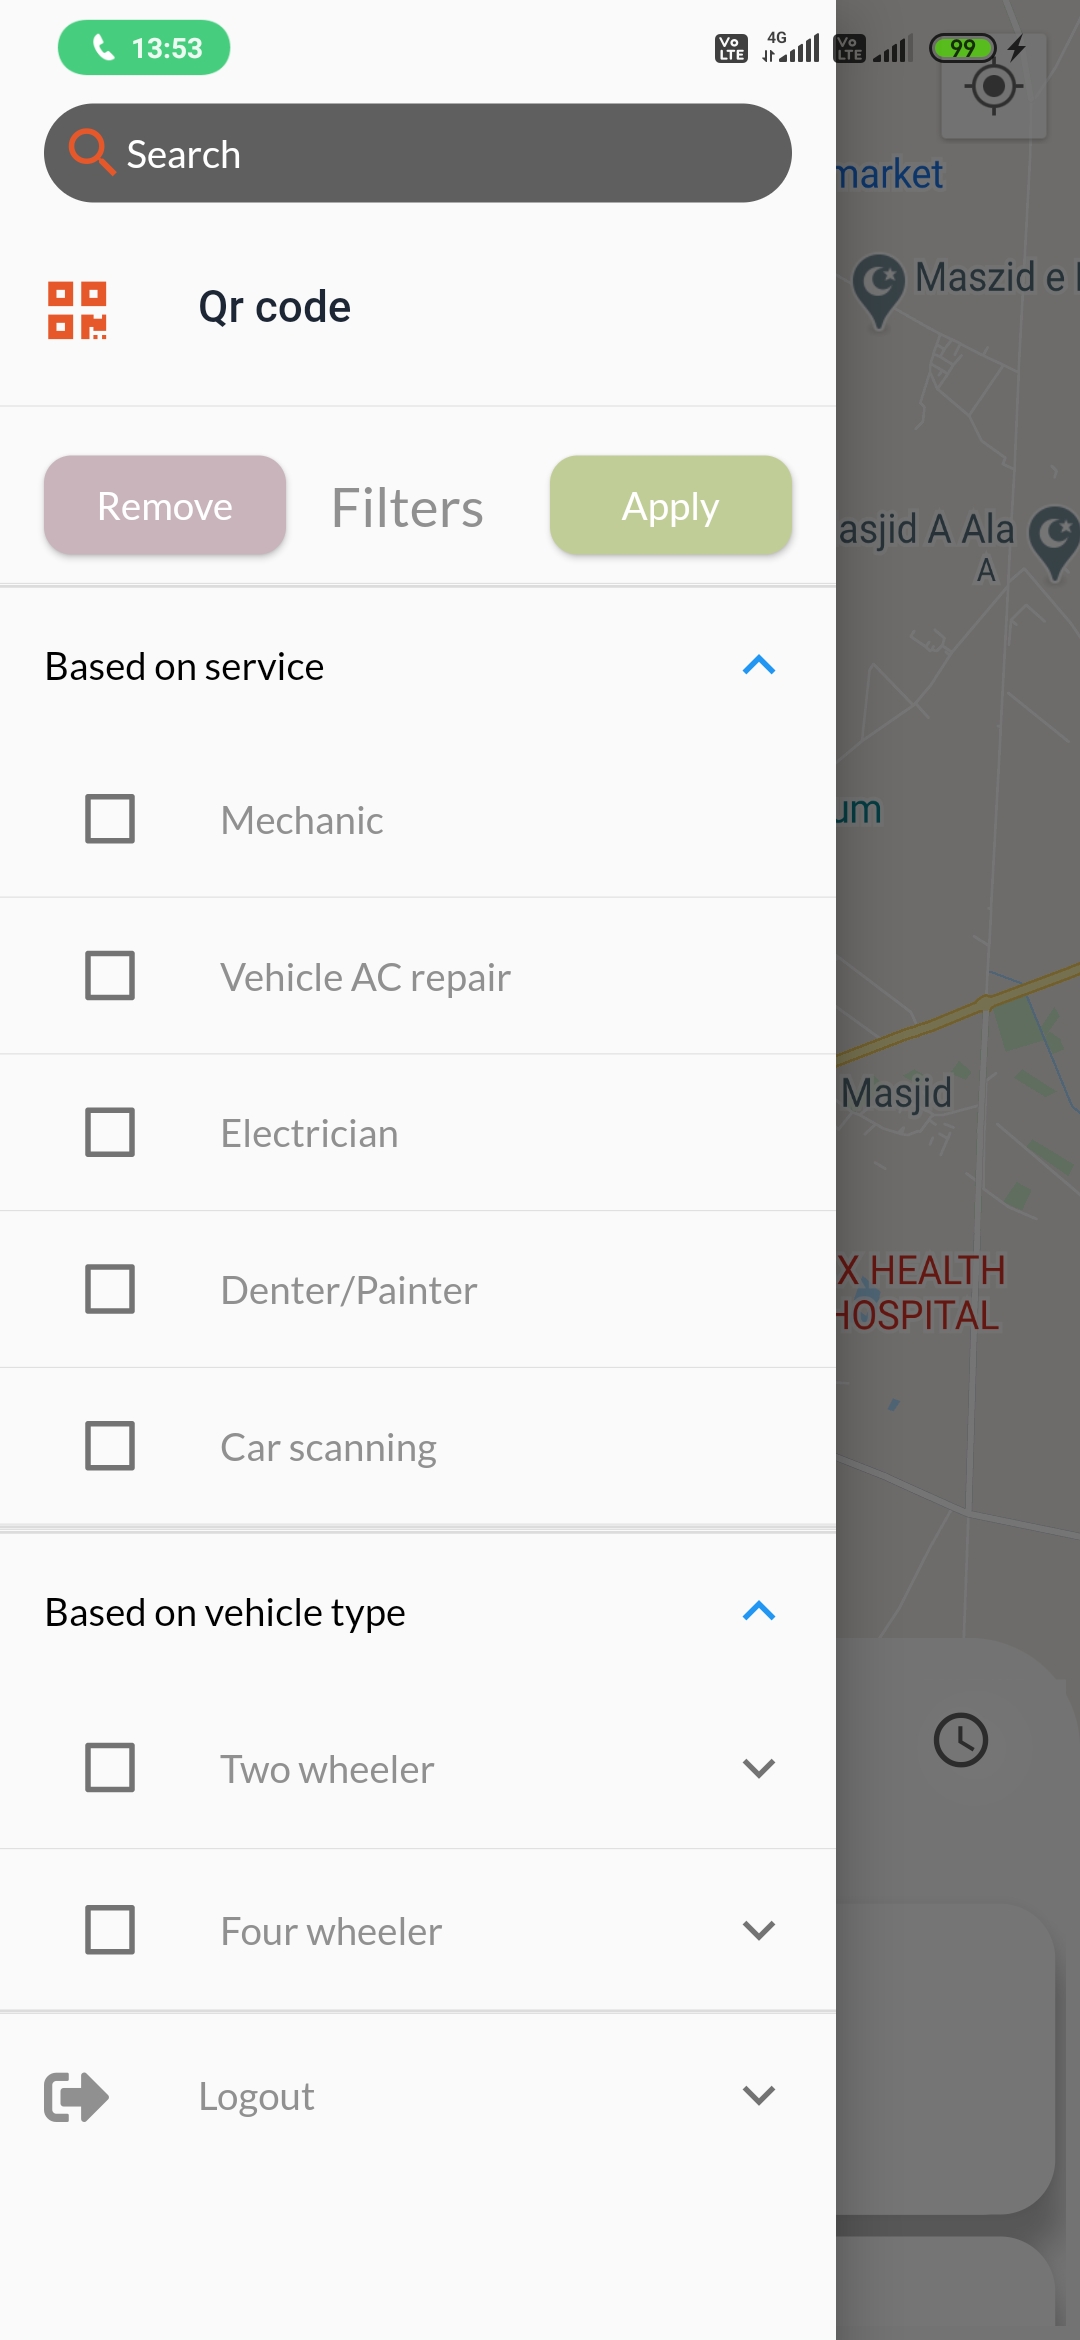 13:53
Vo LTE 4G Vo LTE 99
Search
market
Qr code
Maszid e
Remove
Filters
Apply
asjid A Ala
A
Based on service
Mechanic
um
Vehicle AC repair
Masjid
Electrician
Denter/Painter
X HEALTH
HOSPITAL
Car scanning
Based on vehicle type
Two wheeler
Four wheeler
Logout